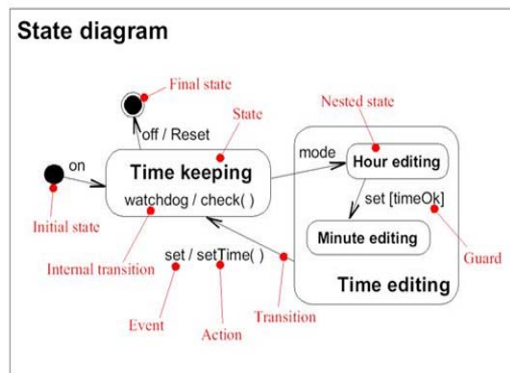 State diagram
Final state
off / Reset
State
Nested state
on
Time keeping
mode
Hour editing
watchdog / check( )
set [timeOk]
Initial state
Minute editing
Internal transition
Guard
set / setTime( )
Time editing
Event
Action
Transition